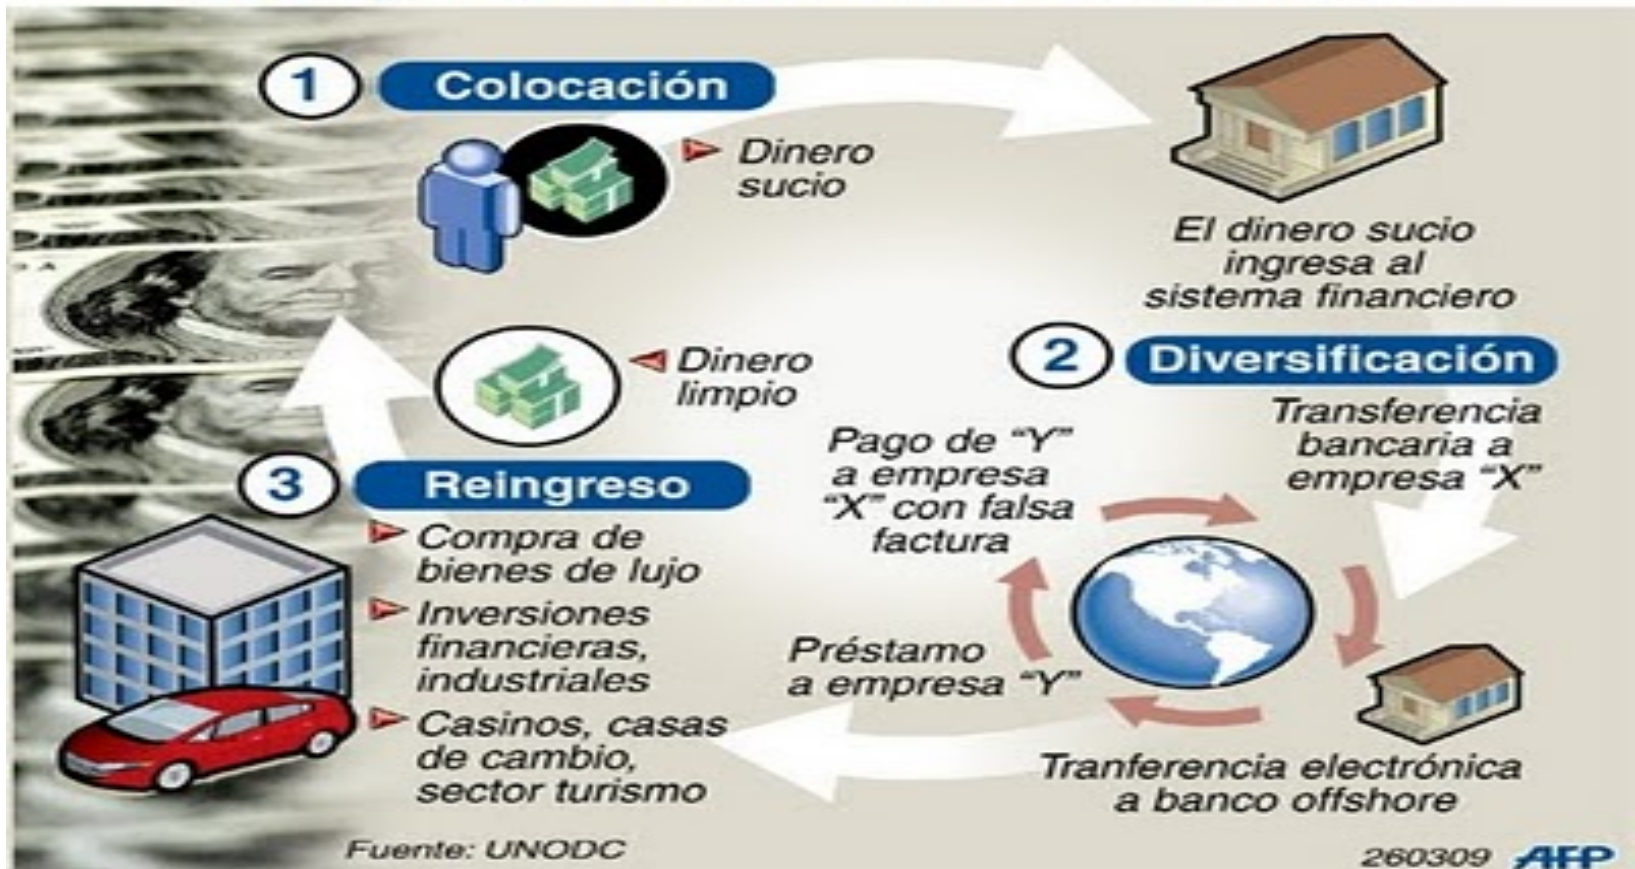 1 Colocación
Dinero
sucio
El dinero sucio
ingresa al
sistema financiero
2 Diversificación
Transferencia
bancaria a
empresa “X”
Tranferencia electrónica
a banco offshore
Préstamo
a empresa “Y”
Pago de “Y”
a empresa
“X” con falsa
factura
3 Reingreso
Compra de
bienes de lujo
Inversiones
financieras,
industriales
Casinos, casas
de cambio,
sector turismo
Dinero
limpio
Fuente: UNODC
260309 AFP